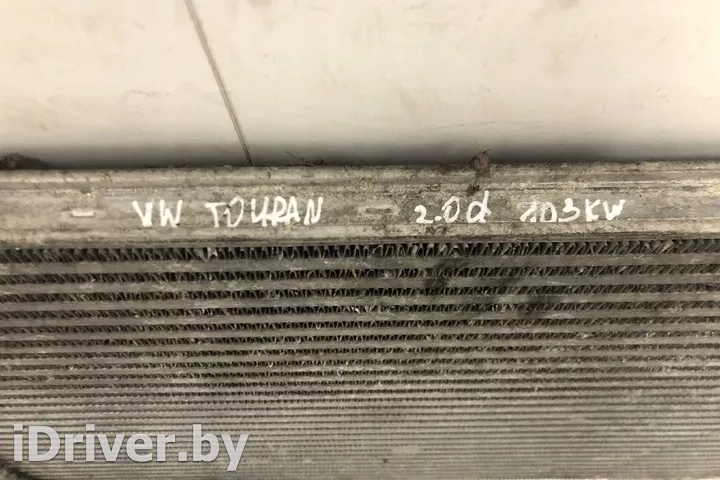 VW TOURAN - 2.0d 103KW
iDriver.by